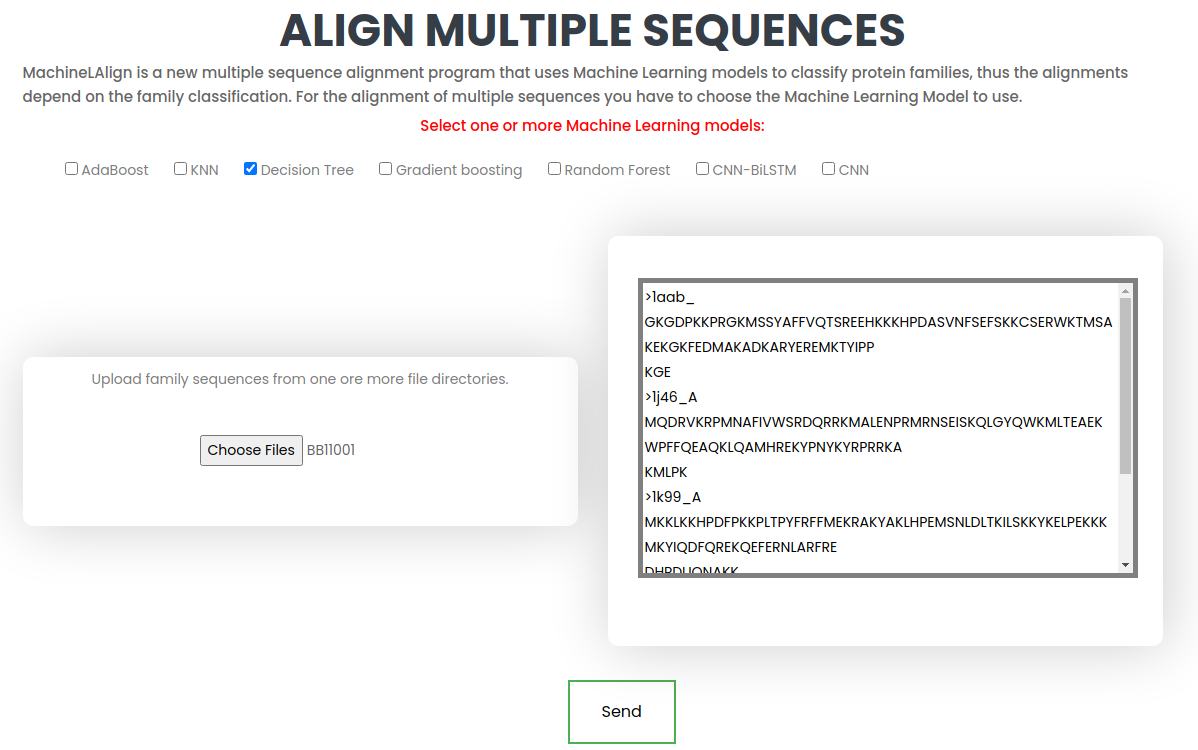 ALIGN MULTIPLE SEQUENCES
MachineLAlign is a new multiple sequence alignment program that uses Machine Learning models to classify protein families, thus the alignments
depend on the family classification. For the alignment of multiple sequences you have to choose the Machine Learning Model to use.
Select one or more Machine Learning models:
AdaBoost KNN Decision Tree Gradient boosting Random Forest CNN-BiLSTM CNN
Upload family sequences from one ore more file directories.
Choose Files BB11001
>1aab_
GKGDPKKPRGKMSSYAFFVQTSREEHKKKHPDASVNFSEFSKKCSERWKTMSA
KEKGKFEDMAKADKARYEREMKTYIPP
KGE
>1j46_A
MQDRVKRPMNAFIVWSRDQRRKMALENPRMRNSEISKQLGYQWKMLTEAEK
WPFFQEAQKLQAMHREKYPNYKYRPRRKA
KMLPK
>1k99_A
MKKLKKHPDFPKKPLTPYFRFFMEKRAKYAKLHPEMSNLDLTKILSKKYKELPEKKK
MKYIQDFQREKQEFERNLARFRE
Send